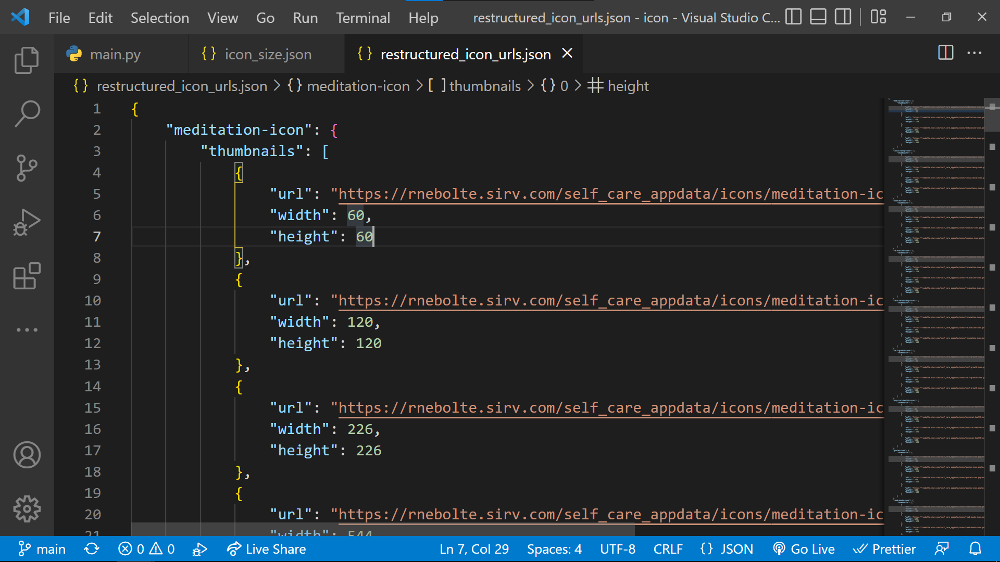 File Edit Selection View Go Run Terminal Help restructured_icon_urls.json - icon - Visual Studio C...
main.py {} icon_size.json {} restructured_icon_urls.json
{} restructured_icon_urls.json > {} meditation-icon > [ ] thumbnails > {} 0 > # height
1 {
2 "meditation-icon": {
3 "thumbnails": [
4 {
5 "url": "https://rnebolte.sirv.com/self_care_appdata/icons/meditation-ic
6 "width": 60,
7 "height": 60
8 },
9 {
10 "url": "https://rnebolte.sirv.com/self_care_appdata/icons/meditation-ic
11 "width": 120,
12 "height": 120
13 },
14 {
15 "url": "https://rnebolte.sirv.com/self_care_appdata/icons/meditation-ic
16 "width": 226,
17 "height": 226
18 },
19 {
20 "url": "https://rnebolte.sirv.com/self_care_appdata/icons/meditation-ic
21 "width": 544
main 0 0 Live Share Ln 7, Col 29 Spaces: 4 UTF-8 CRLF {} JSON Go Live Prettier